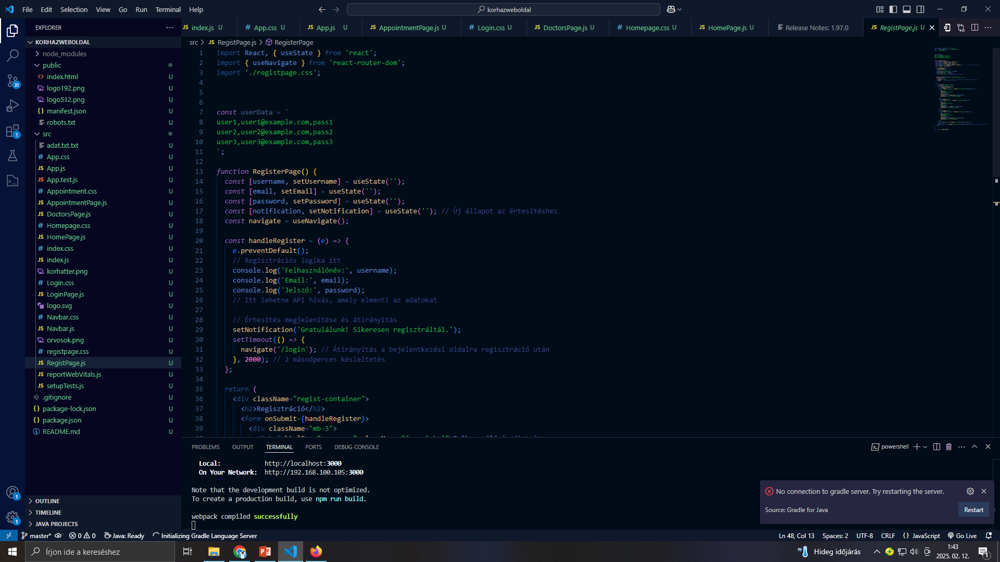 File Edit Selection View Go Run Terminal Help
korhazweboldal
EXPLORER
KORHAZWEBOLDAL
node_modules
public
index.html U
logo192.png U
logo512.png U
manifest.json U
robots.txt U
src
adat.txt.txt U
App.css U
App.js U
App.test.js U
Appointment.css U
AppointmentPage.js U
DoctorsPage.js U
Homepage.css U
HomePage.js U
index.css U
index.js U
korhatter.png U
Login.css U
LoginPage.js U
logo.svg U
Navbar.css U
Navbar.js U
orvosok.png U
registpage.css U
RegistPage.js U
reportWebVitals.js U
setupTests.js U
.gitignore U
package-lock.json U
package.json U
README.md U
OUTLINE
TIMELINE
JAVA PROJECTS
31
1
1
1
JS index.js U # App.css U JS App.js U JS AppointmentPage.js U # Login.css U JS DoctorsPage.js U # Homepage.css U JS HomePage.js U Release Notes: 1.97.0 JS RegistPage.js U
src > JS RegistPage.js > RegisterPage
1 import React, { useState } from 'react';
2 import { useNavigate } from 'react-router-dom';
3 import './registpage.css';
4
5
6
7 const userData = `
8 user1,user1@example.com,pass1
9 user2,user2@example.com,pass2
10 user3,user3@example.com,pass3
11 `;
12
13 function RegisterPage() {
14 const [username, setUsername] = useState('');
15 const [email, setEmail] = useState('');
16 const [password, setPassword] = useState('');
17 const [notification, setNotification] = useState(''); // Új állapot az értesítéshez
18 const navigate = useNavigate();
19
20 const handleRegister = (e) => {
21 e.preventDefault();
22 // Regisztrációs logika itt
23 console.log('Felhasználónév:', username);
24 console.log('Email:', email);
25 console.log('Jelszó:', password);
26 // Itt lehetne API hívás, amely elmenti az adatokat
27
28 // Értesítés megjelenítése és átirányítás
29 setNotification('Gratulálunk! Sikeresen regisztráltál.');
30 setTimeout(() => {
31 navigate('/login'); // Átirányítás a bejelentkezési oldalra regisztráció után
32 }, 2000); // 2 másodperces késleltetés
33 };
34
35 return (
36 <div className="regist-container">
37 <h2>Regisztráció</h2>
38 <form onSubmit={handleRegister}>
39 <div className="mb-3">
PROBLEMS OUTPUT TERMINAL PORTS DEBUG CONSOLE
powershell
Local: http://localhost:3000
On Your Network: http://192.168.100.105:3000
Note that the development build is not optimized.
To create a production build, use npm run build.
webpack compiled successfully
No connection to gradle server. Try restarting the server.
Source: Gradle for Java
Restart
master* 0 0 Java: Ready Initializing Gradle Language Server
Ln 48, Col 13 Spaces: 2 UTF-8 CRLF {} JavaScript Go Live
Írjon ide a kereséshez
Hideg időjárás
1:43
2025. 02. 12.
1